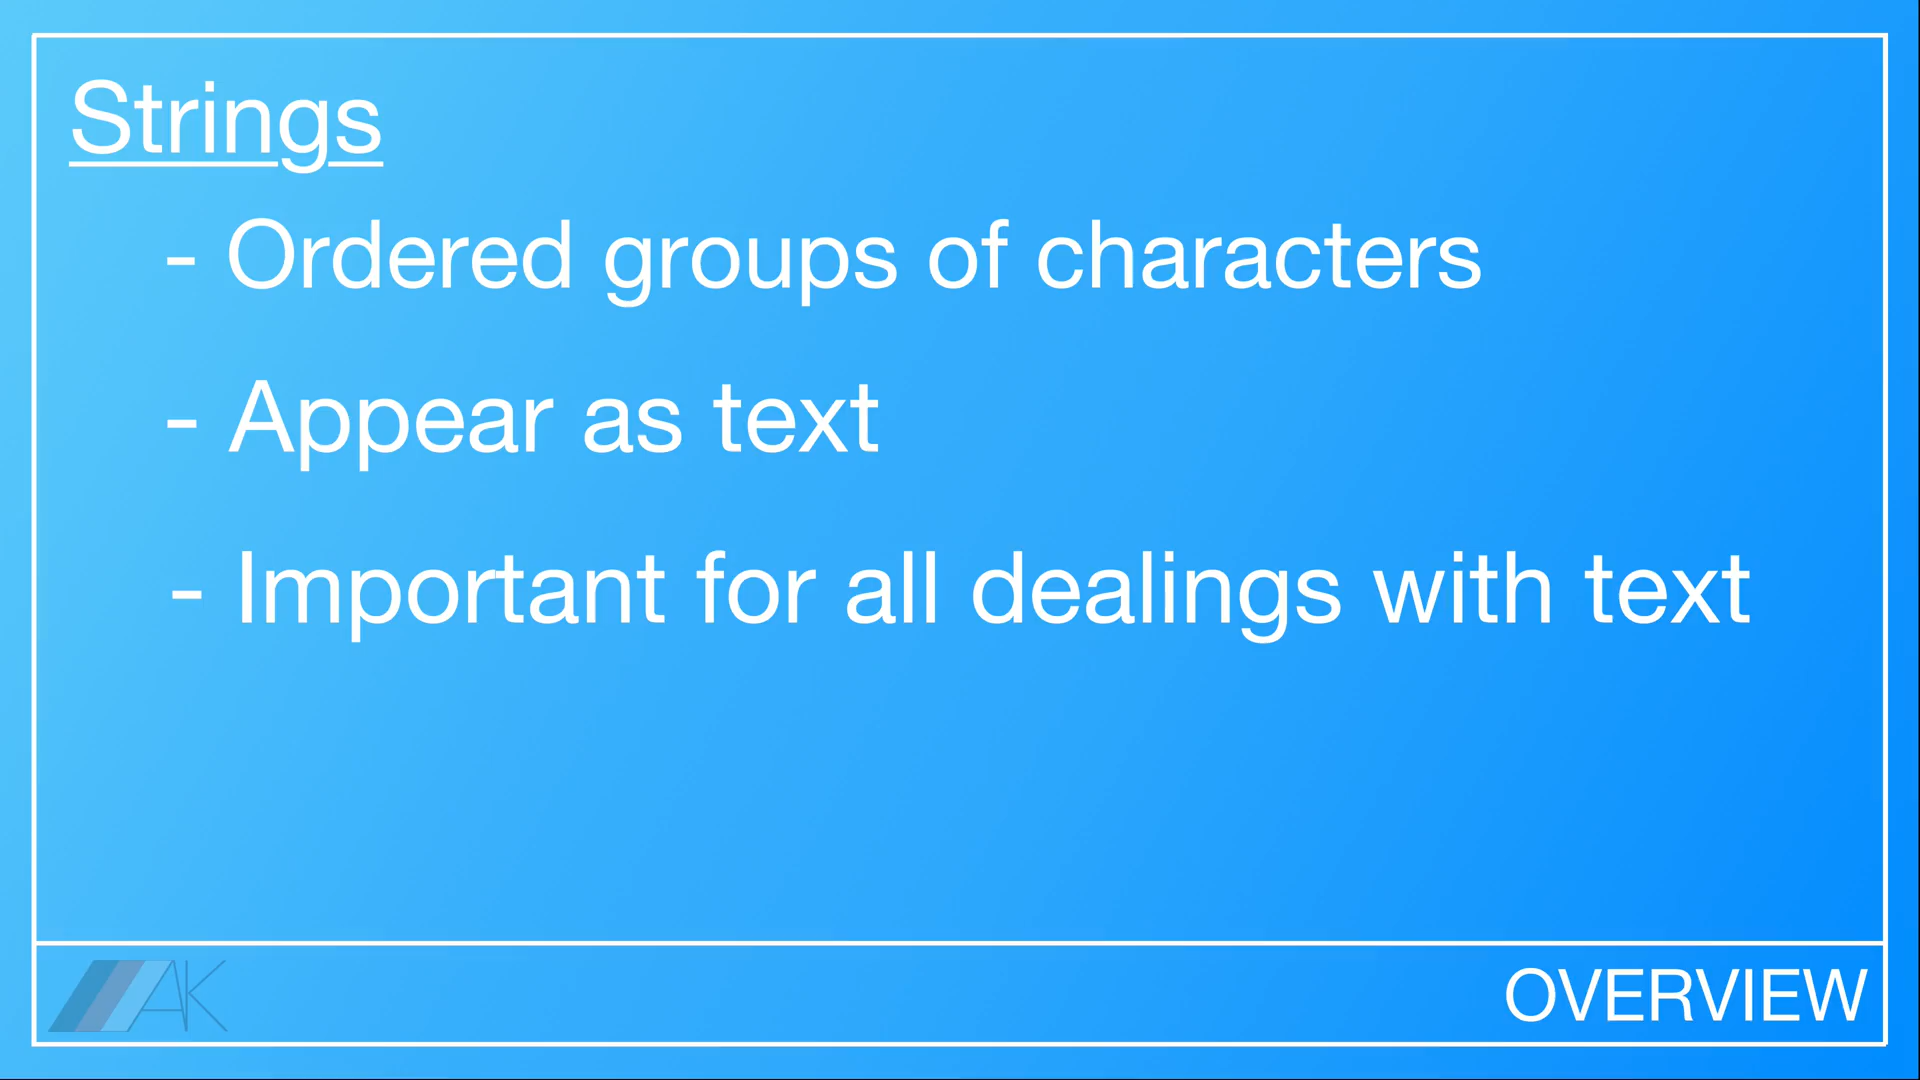 Strings
- Ordered groups of characters
- Appear as text
- Important for all dealings with text
AK
OVERVIEW